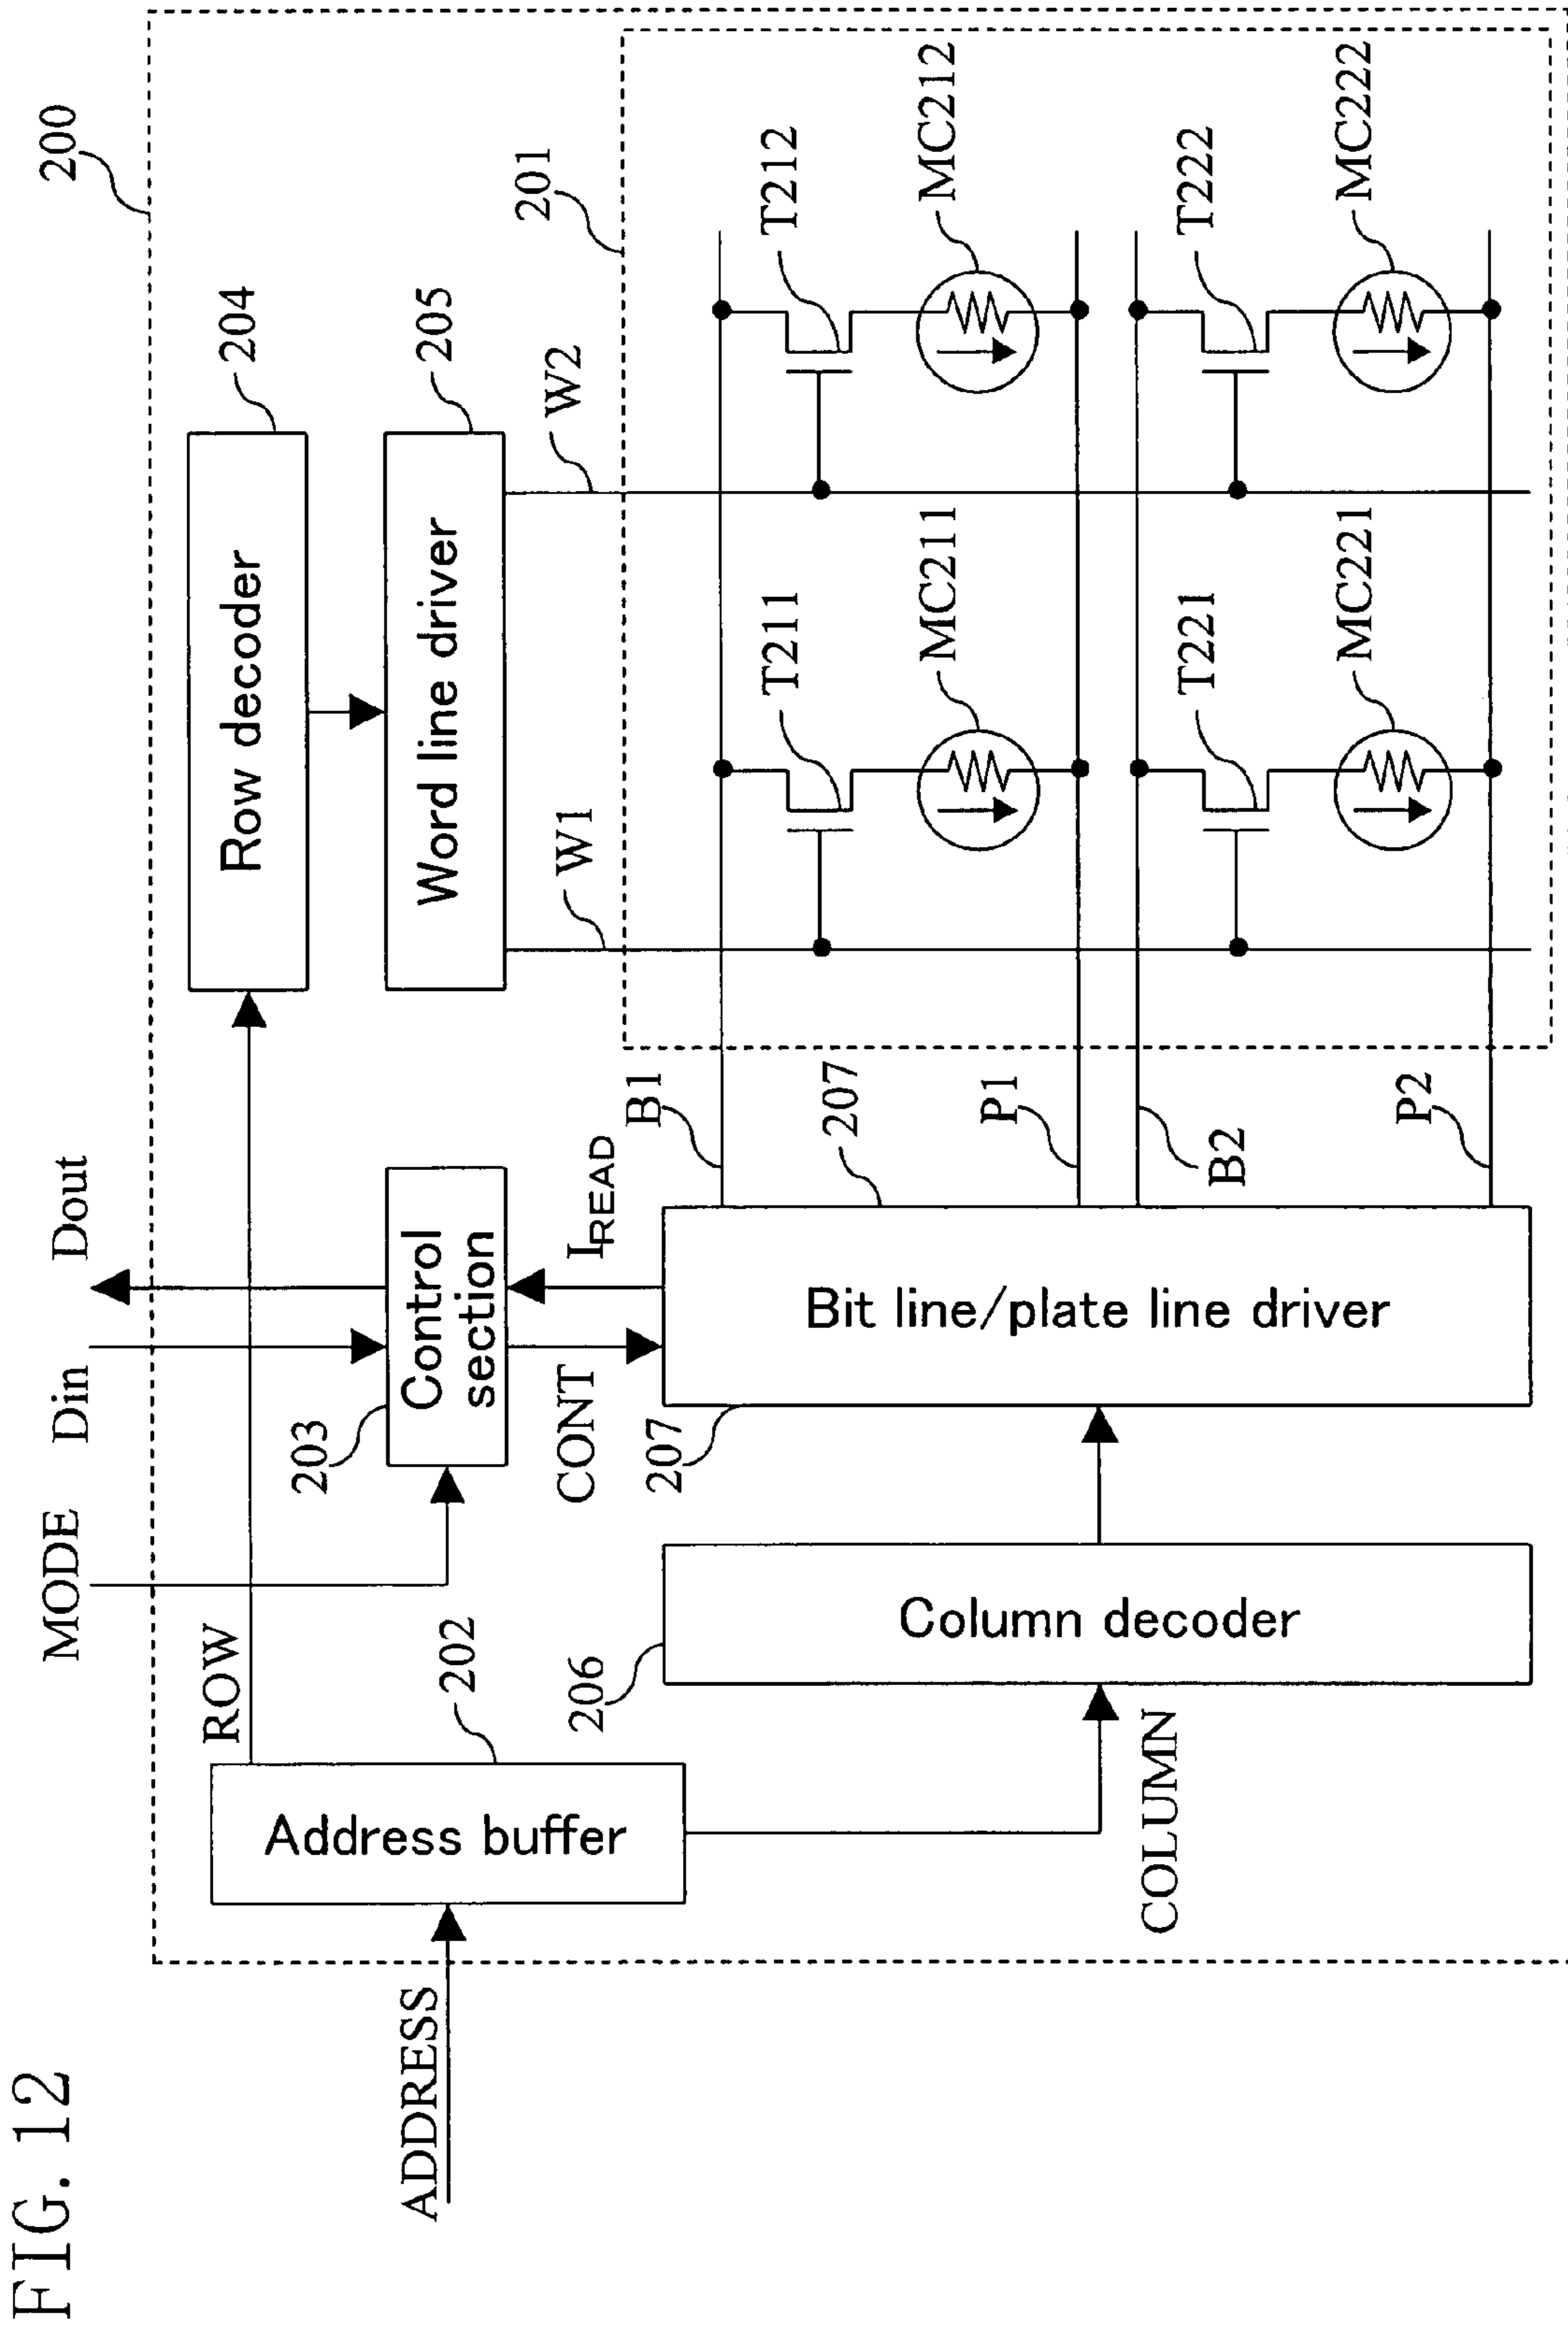 FIG. 12
200
MODE
Din
Dout
ROW
204
Row decoder
205
Word line driver
203
Control
section
ADDRESS
202
Address buffer
CONT
I_READ
W1
W2
201
206
Column decoder
COLUMN
207
207
Bit line/plate line driver
B1
P1
B2
P2
T211
T212
MC211
MC212
T221
T222
MC221
MC222